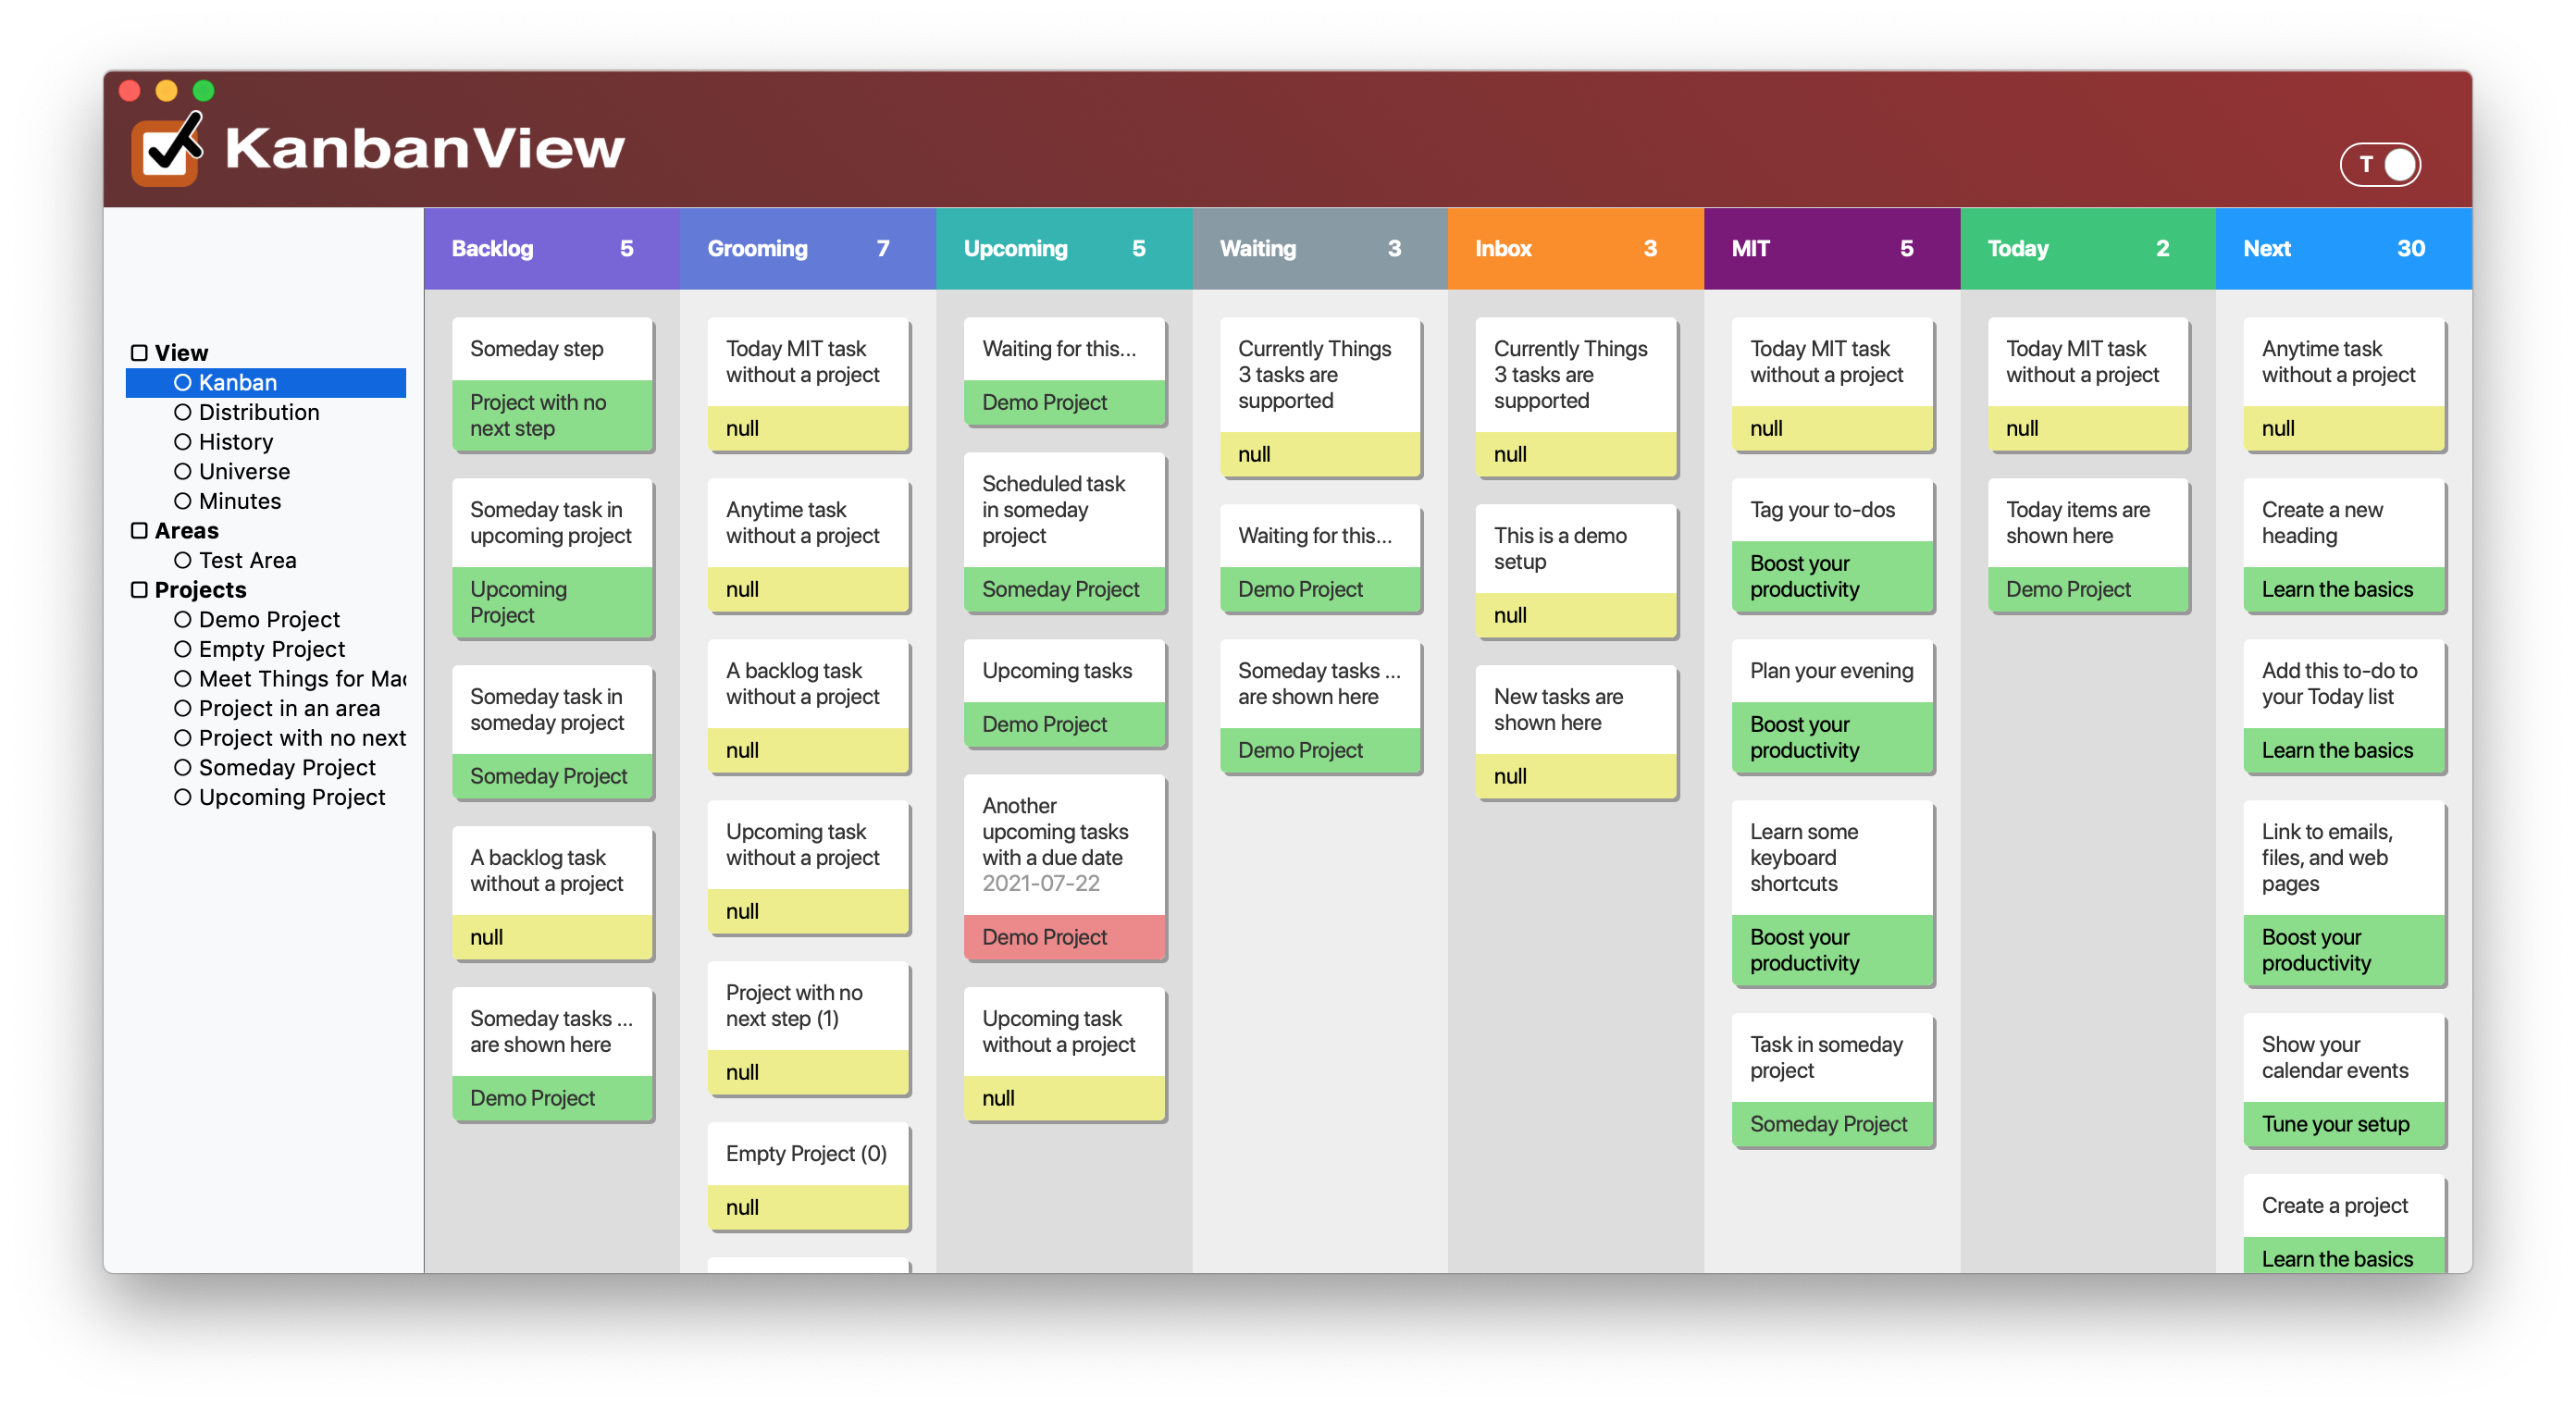 KanbanView
T
View
Kanban
Distribution
History
Universe
Minutes
Areas
Test Area
Projects
Demo Project
Empty Project
Meet Things for Mac
Project in an area
Project with no next
Someday Project
Upcoming Project
Backlog 5
Someday step
Project with no
next step
Someday task in
upcoming project
Upcoming
Project
Someday task in
someday project
Someday Project
A backlog task
without a project
null
Someday tasks ...
are shown here
Demo Project
Grooming 7
Today MIT task
without a project
null
Anytime task
without a project
null
A backlog task
without a project
null
Upcoming task
without a project
null
Project with no
next step (1)
null
Empty Project (0)
null
Upcoming 5
Waiting for this...
Demo Project
Scheduled task
in someday
project
Someday Project
Upcoming tasks
Demo Project
Another
upcoming tasks
with a due date
2021-07-22
Demo Project
Upcoming task
without a project
null
Waiting 3
Currently Things
3 tasks are
supported
null
Waiting for this...
Demo Project
Someday tasks ...
are shown here
Demo Project
Inbox 3
Currently Things
3 tasks are
supported
null
This is a demo
setup
null
New tasks are
shown here
null
MIT 5
Today MIT task
without a project
null
Tag your to-dos
Boost your
productivity
Plan your evening
Boost your
productivity
Learn some
keyboard
shortcuts
Boost your
productivity
Task in someday
project
Someday Project
Today 2
Today MIT task
without a project
null
Today items are
shown here
Demo Project
Next 30
Anytime task
without a project
null
Create a new
heading
Learn the basics
Add this to-do to
your Today list
Learn the basics
Link to emails,
files, and web
pages
Boost your
productivity
Show your
calendar events
Tune your setup
Create a project
Learn the basics